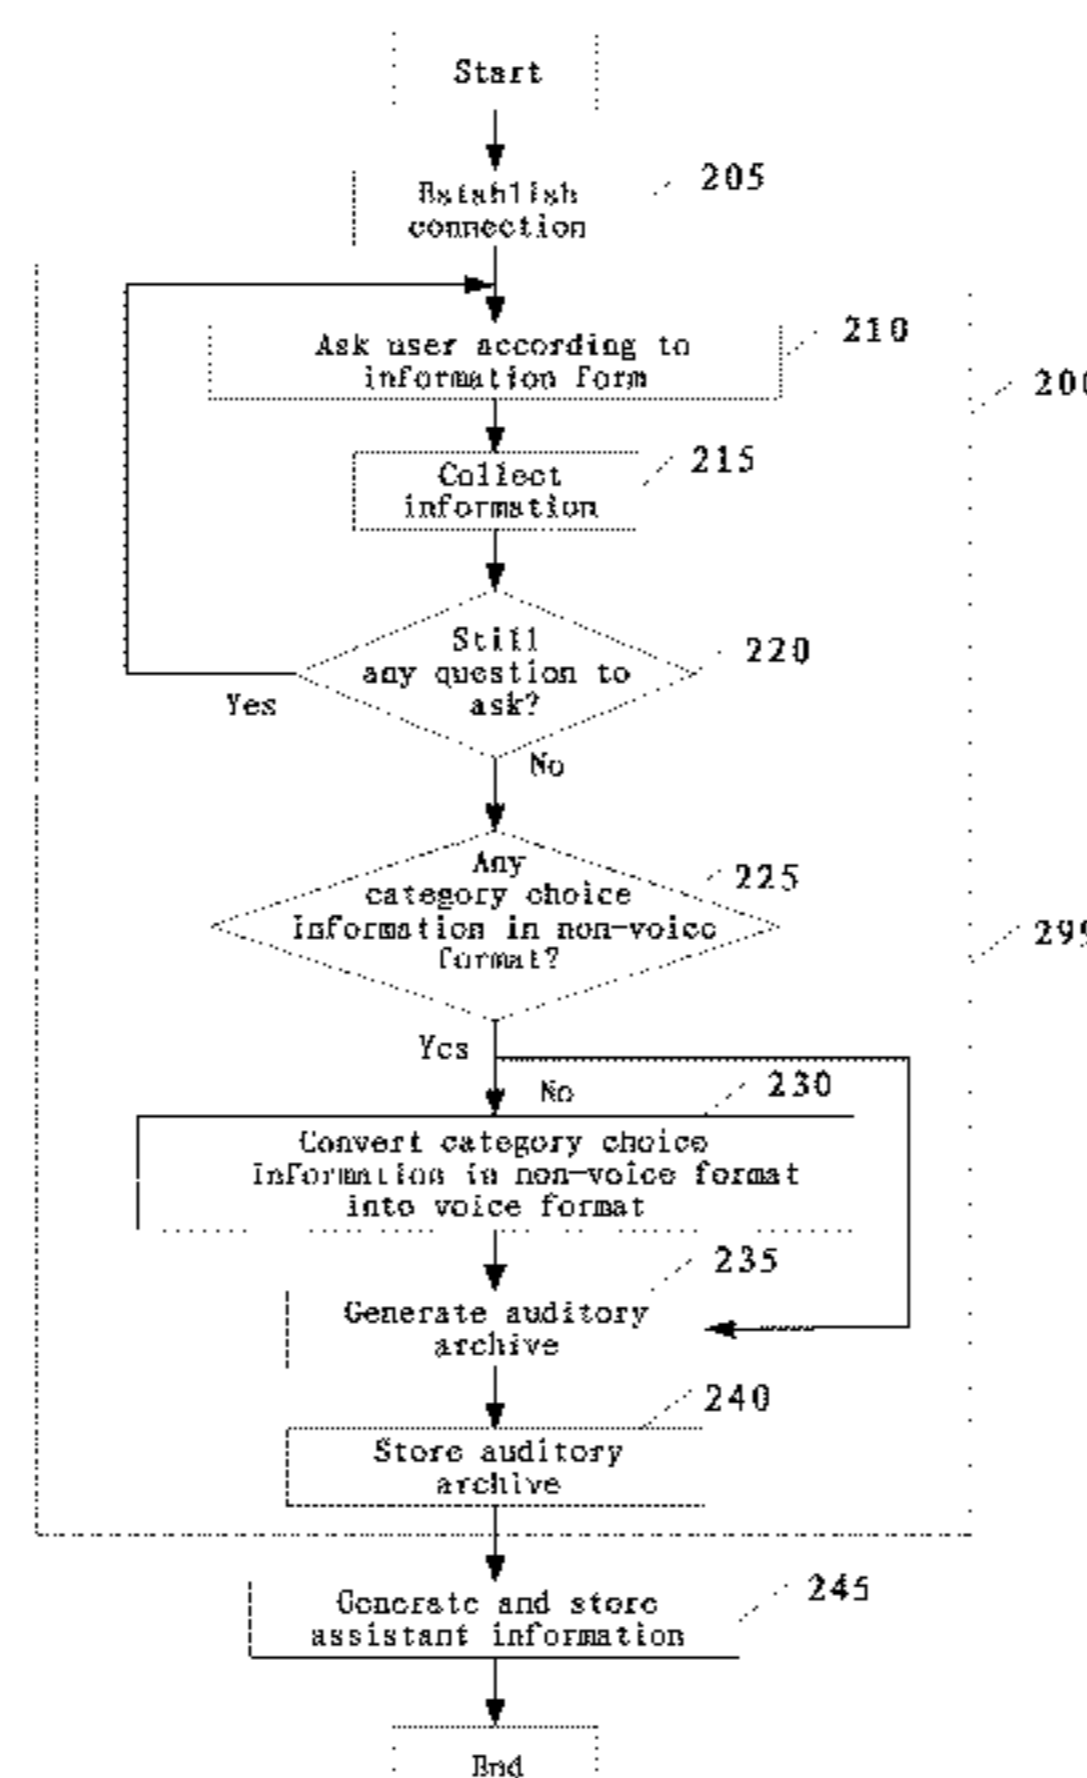 Start
Establish
connection
205
Ask user according to
information form
210
200
Collect
information
215
Still
any question to
ask?
220
Yes
No
Any
category choice
Information in non-voice
format?
225
299
Yes
No
230
Convert category choice
Information in non-voice format
into voice format
235
Generate auditory
archive
240
Store auditory
archive
Generate and store
assistant information
245
End